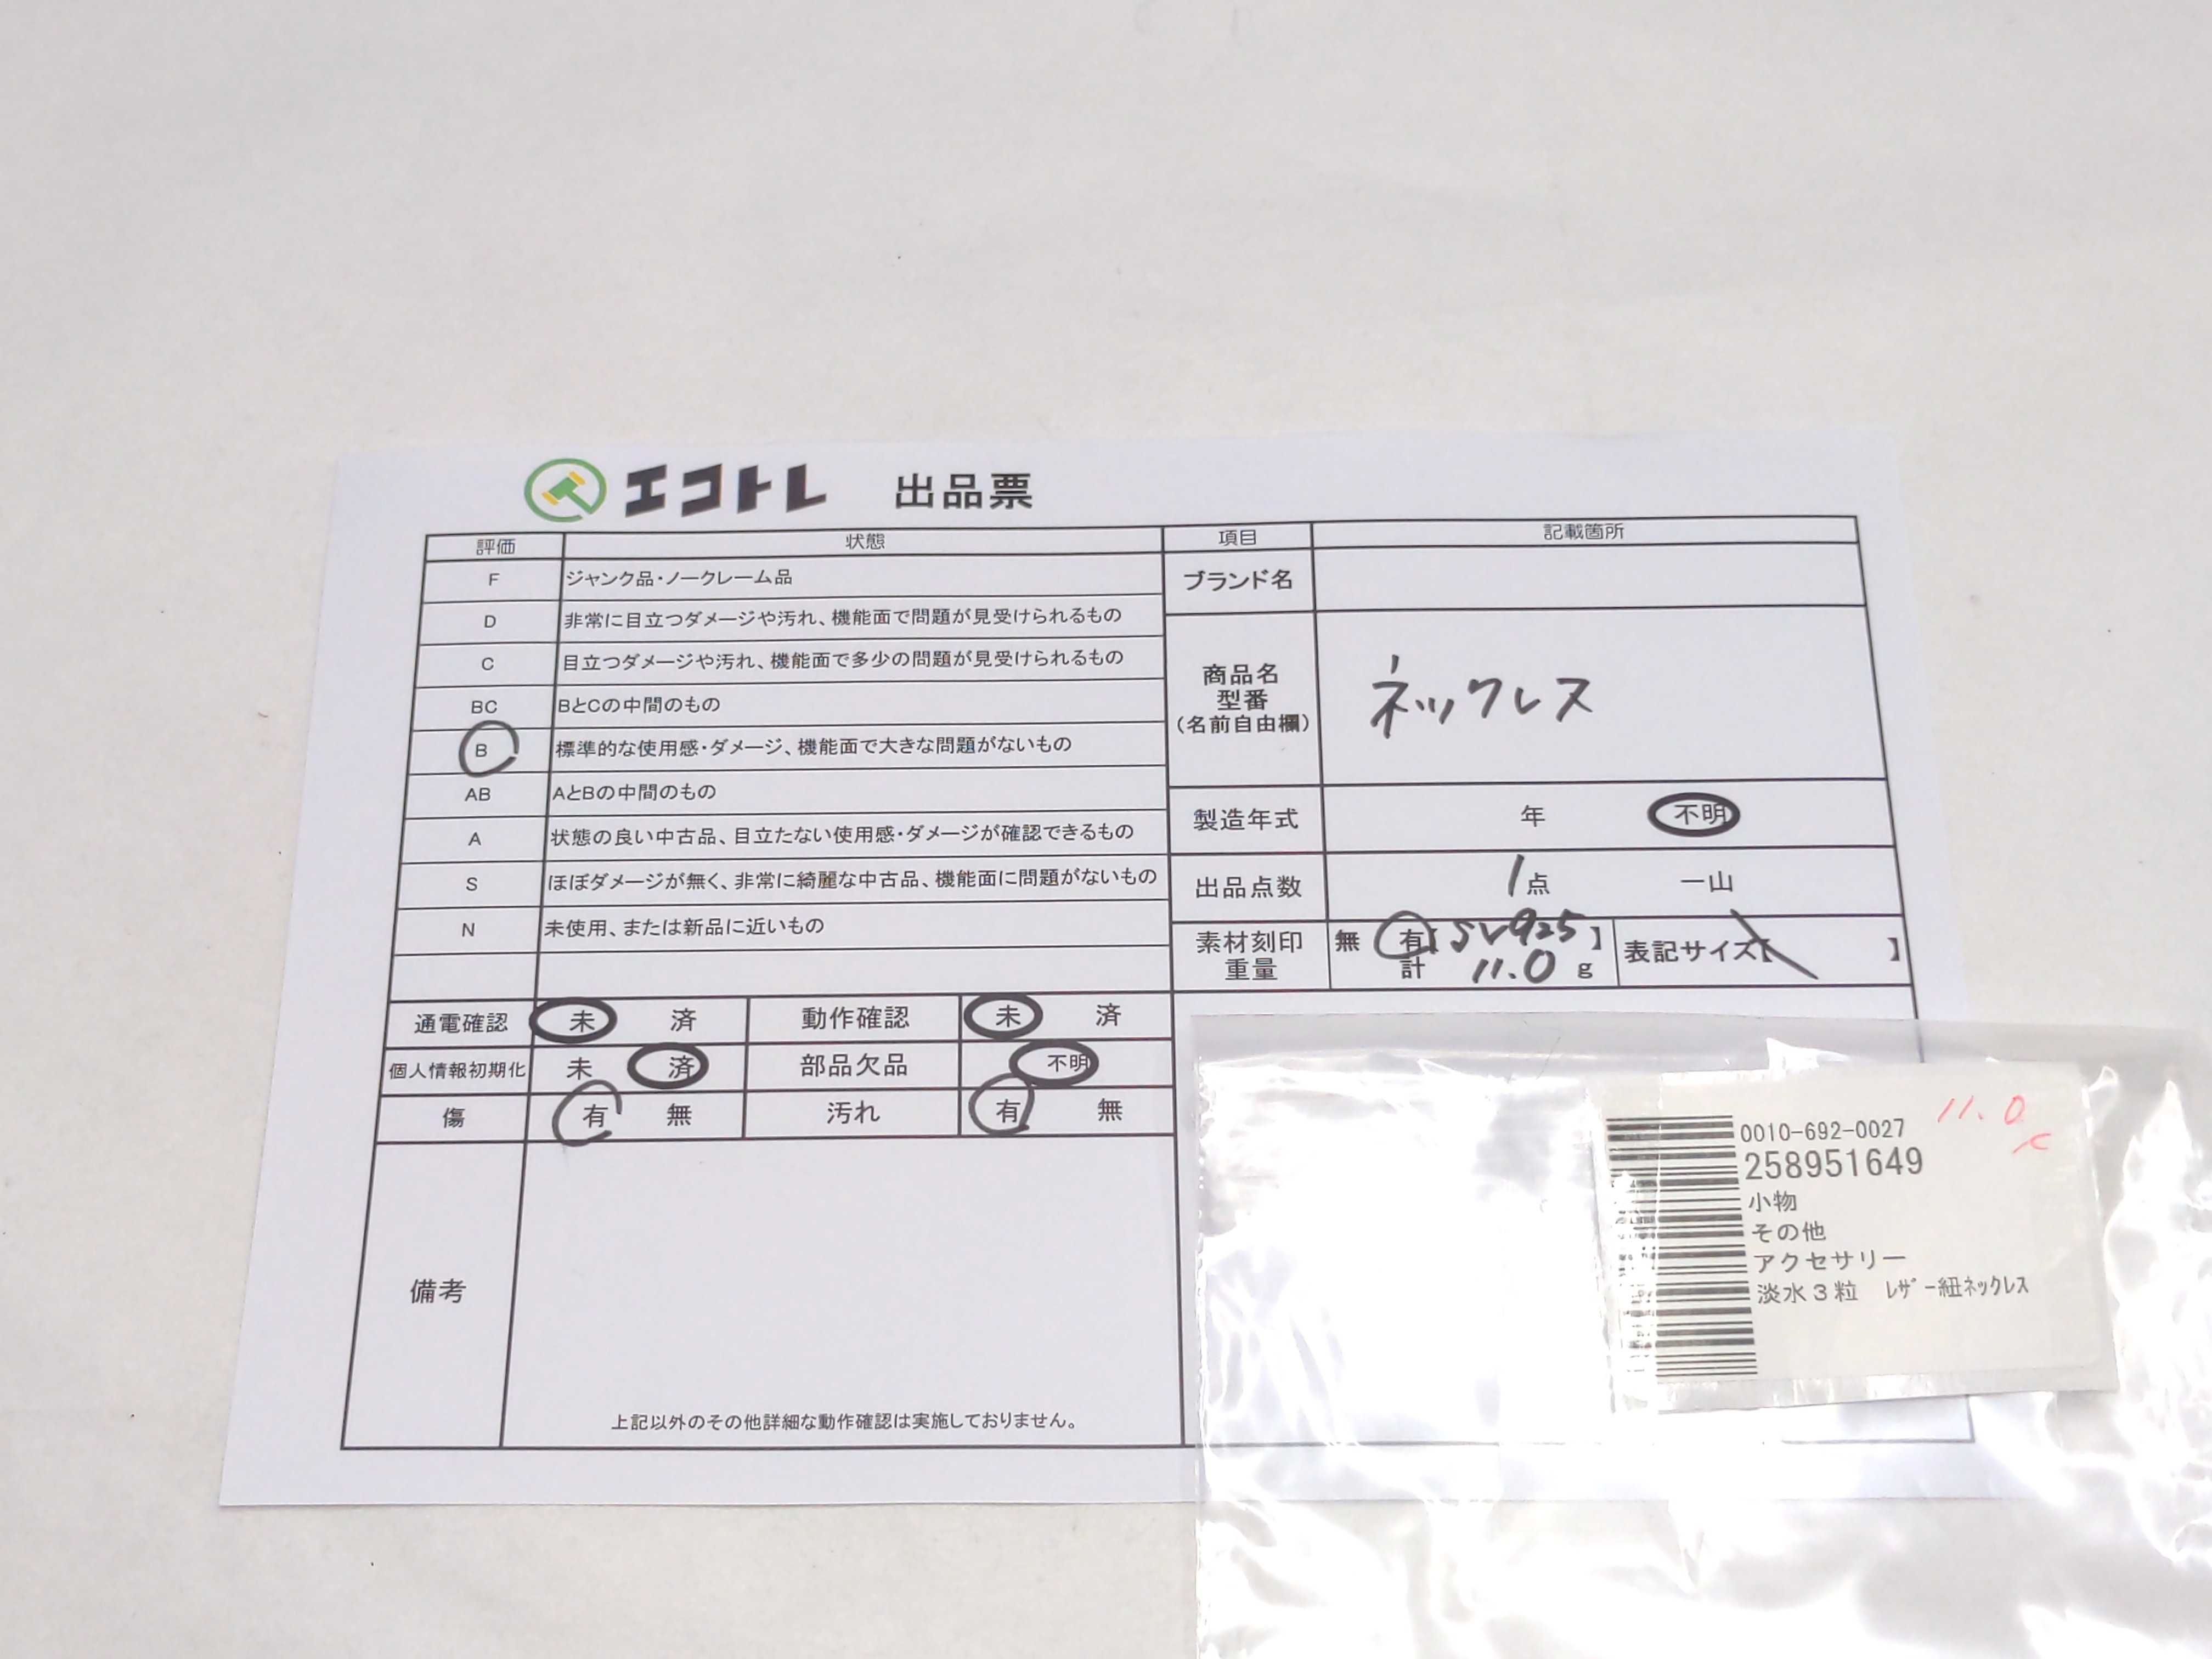 エコトレ 出品票
評価 状態 項目 記載箇所
F ジャンク品・ノークレーム品
D 非常に目立つダメージや汚れ、機能面で問題が見受けられるもの
C 目立つダメージや汚れ、機能面で多少の問題が見受けられるもの
BC BとCの中間のもの
B 標準的な使用感・ダメージ、機能面で大きな問題がないもの
AB AとBの中間のもの
A 状態の良い中古品、目立たない使用感・ダメージが確認できるもの
S ほぼダメージが無く、非常に綺麗な中古品、機能面に問題がないもの
N 未使用、または新品に近いもの
ブランド名
商品名
型番
(名前自由欄)
ネックレス
製造年式 年 不明
出品点数 1点 一山
素材刻印 無 有【SV925】
重量 計 11.0 g
表記サイズ【 】
通電確認 未 済 動作確認 未 済
個人情報初期化 未 済 部品欠品 不明
傷 有 無 汚れ 有 無
備考
上記以外のその他詳細な動作確認は実施しておりません。
11.0
0010-692-0027
258951649
小物
その他
アクセサリー
淡水3粒 ﾚｻﾞｰ紐ﾈｯｸﾚｽ